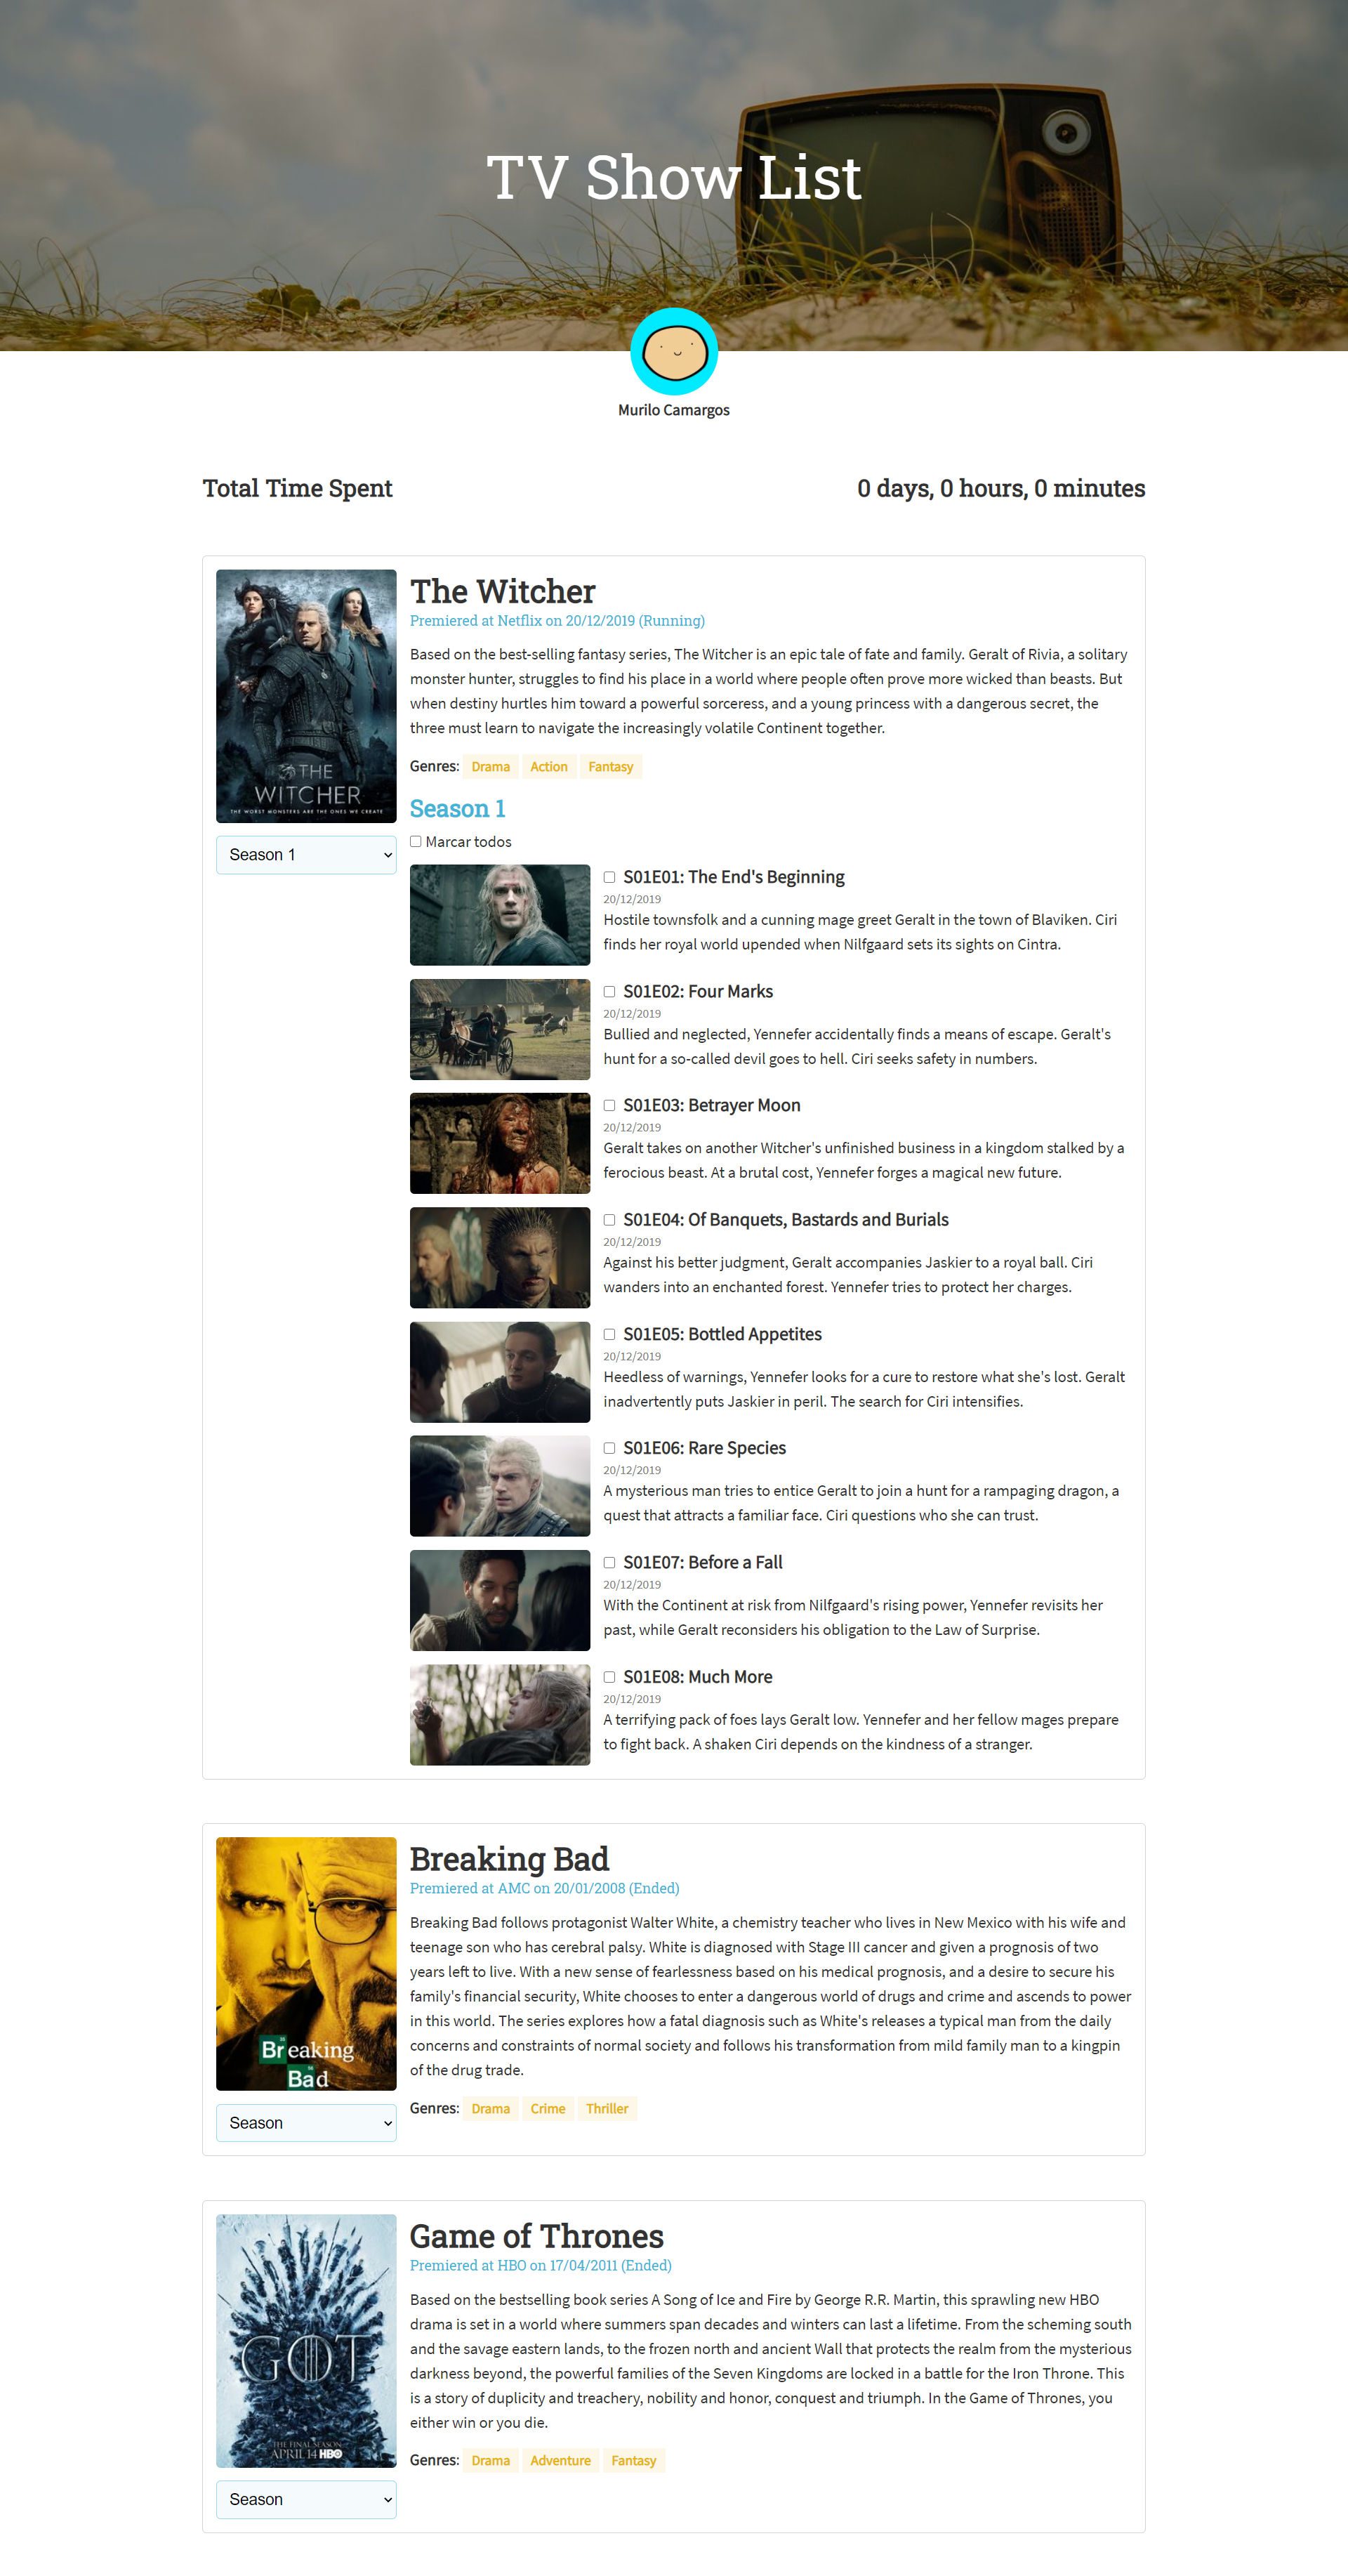 TV Show List
Murilo Camargos
Total Time Spent
0 days, 0 hours, 0 minutes
THE
WITCHER
THE WORST MONSTERS ARE THE ONES WE CREATE
Season 1
The Witcher
Premiered at Netflix on 20/12/2019 (Running)
Based on the best-selling fantasy series, The Witcher is an epic tale of fate and family. Geralt of Rivia, a solitary
monster hunter, struggles to find his place in a world where people often prove more wicked than beasts. But
when destiny hurtles him toward a powerful sorceress, and a young princess with a dangerous secret, the
three must learn to navigate the increasingly volatile Continent together.
Genres: Drama Action Fantasy
Season 1
Marcar todos
S01E01: The End's Beginning
20/12/2019
Hostile townsfolk and a cunning mage greet Geralt in the town of Blaviken. Ciri
finds her royal world upended when Nilfgaard sets its sights on Cintra.
S01E02: Four Marks
20/12/2019
Bullied and neglected, Yennefer accidentally finds a means of escape. Geralt's
hunt for a so-called devil goes to hell. Ciri seeks safety in numbers.
S01E03: Betrayer Moon
20/12/2019
Geralt takes on another Witcher's unfinished business in a kingdom stalked by a
ferocious beast. At a brutal cost, Yennefer forges a magical new future.
S01E04: Of Banquets, Bastards and Burials
20/12/2019
Against his better judgment, Geralt accompanies Jaskier to a royal ball. Ciri
wanders into an enchanted forest. Yennefer tries to protect her charges.
S01E05: Bottled Appetites
20/12/2019
Heedless of warnings, Yennefer looks for a cure to restore what she's lost. Geralt
inadvertently puts Jaskier in peril. The search for Ciri intensifies.
S01E06: Rare Species
20/12/2019
A mysterious man tries to entice Geralt to join a hunt for a rampaging dragon, a
quest that attracts a familiar face. Ciri questions who she can trust.
S01E07: Before a Fall
20/12/2019
With the Continent at risk from Nilfgaard's rising power, Yennefer revisits her
past, while Geralt reconsiders his obligation to the Law of Surprise.
S01E08: Much More
20/12/2019
A terrifying pack of foes lays Geralt low. Yennefer and her fellow mages prepare
to fight back. A shaken Ciri depends on the kindness of a stranger.
Breaking
Bad
Season
Breaking Bad
Premiered at AMC on 20/01/2008 (Ended)
Breaking Bad follows protagonist Walter White, a chemistry teacher who lives in New Mexico with his wife and
teenage son who has cerebral palsy. White is diagnosed with Stage III cancer and given a prognosis of two
years left to live. With a new sense of fearlessness based on his medical prognosis, and a desire to secure his
family's financial security, White chooses to enter a dangerous world of drugs and crime and ascends to power
in this world. The series explores how a fatal diagnosis such as White's releases a typical man from the daily
concerns and constraints of normal society and follows his transformation from mild family man to a kingpin
of the drug trade.
Genres: Drama Crime Thriller
GOT
THE FINAL SEASON
APRIL 14 HBO
Season
Game of Thrones
Premiered at HBO on 17/04/2011 (Ended)
Based on the bestselling book series A Song of Ice and Fire by George R.R. Martin, this sprawling new HBO
drama is set in a world where summers span decades and winters can last a lifetime. From the scheming south
and the savage eastern lands, to the frozen north and ancient Wall that protects the realm from the mysterious
darkness beyond, the powerful families of the Seven Kingdoms are locked in a battle for the Iron Throne. This
is a story of duplicity and treachery, nobility and honor, conquest and triumph. In the Game of Thrones, you
either win or you die.
Genres: Drama Adventure Fantasy